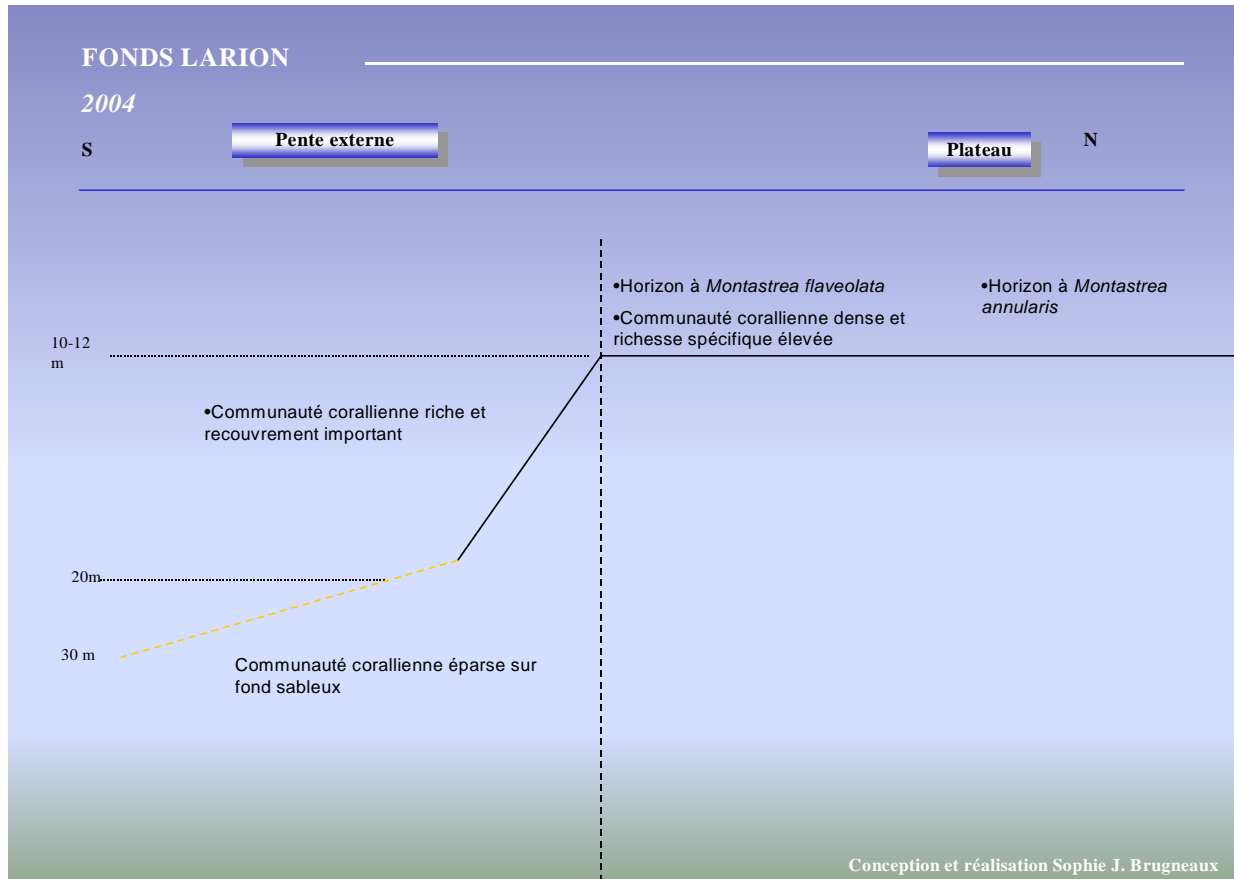 FONDS LARION
2004
S
Pente externe
Plateau
N
•Horizon à Montastrea flaveolata
•Communauté corallienne dense et
richesse spécifique élevée
•Horizon à Montastrea
annularis
10-12
m
•Communauté corallienne riche et
recouvrement important
20m
30 m
Communauté corallienne éparse sur
fond sableux
Conception et réalisation Sophie J. Brugneaux